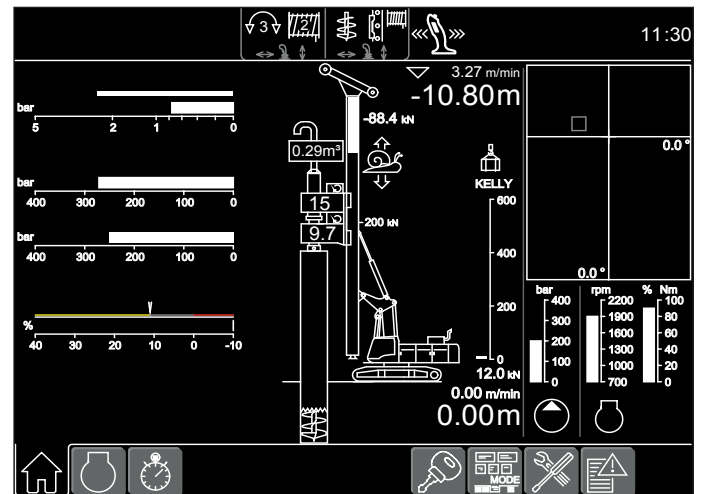 3 2 11:30
3.27 m/min
-10.80m
bar
5 2 1 0
-88.4 kN
0.29m³
0.0 °
KELLY
bar
400 300 200 100 0
15
600
9.7
200 kN
bar
400 300 200 100 0
400
0.0 °
200
%
40 30 20 10 0 -10
0
12.0 kN
0.00 m/min
0.00m
bar
400
300
200
100
0
rpm
2200
1900
1600
1300
1000
700
% Nm
100
80
60
40
20
0
MODE